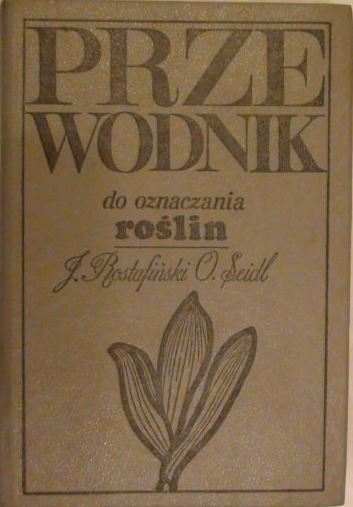 PRZE
WODNIK
do oznaczania
roślin
J. Rostafiński O. Seidl